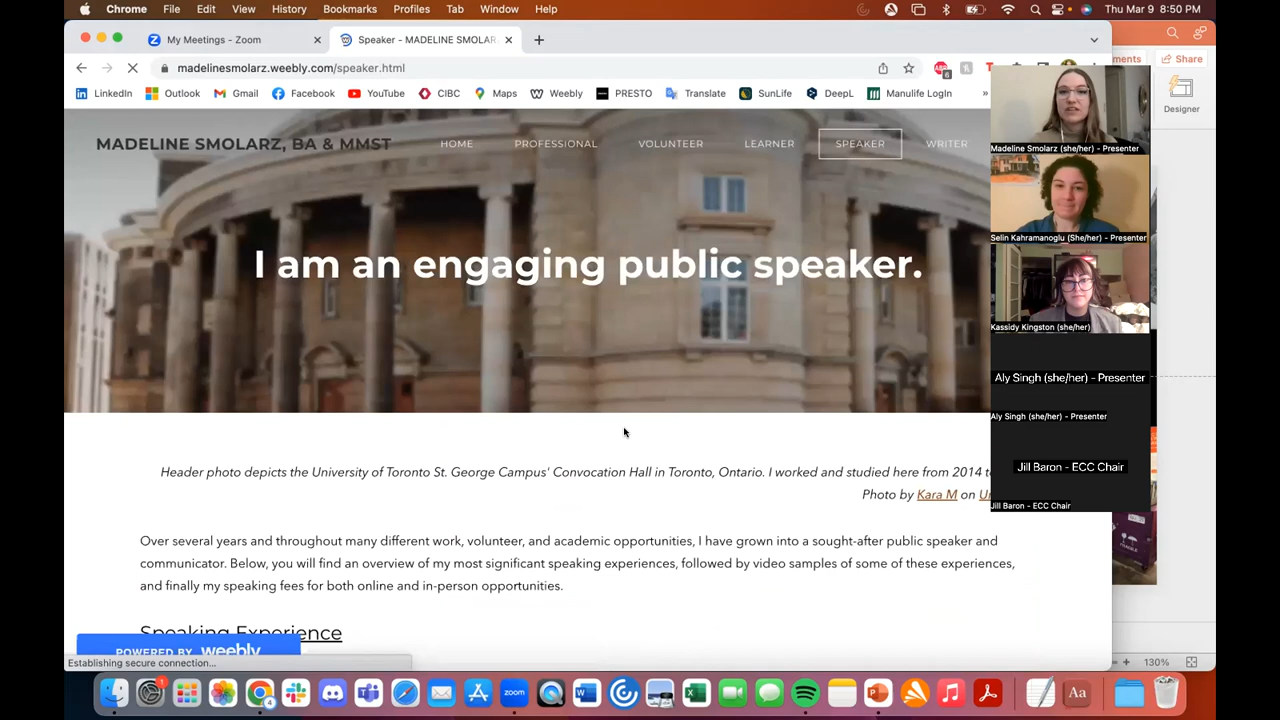 Chrome File Edit View History Bookmarks Profiles Tab Window Help Thu Mar 9 8:50 PM
My Meetings - Zoom Speaker - MADELINE SMOLAR
madelinesmolarz.weebly.com/speaker.html
Share
LinkedIn Outlook Gmail Facebook YouTube CIBC Maps Weebly PRESTO Translate SunLife DeepL Manulife LogIn »
Designer
MADELINE SMOLARZ, BA & MMST HOME PROFESSIONAL VOLUNTEER LEARNER SPEAKER WRITER
Madeline Smolarz (she/her) - Presenter
Selin Kahramanoglu (She/her) - Presenter
I am an engaging public speaker.
Kassidy Kingston (she/her)
Aly Singh (she/her) - Presenter
Aly Singh (she/her) - Presenter
Jill Baron - ECC Chair
Jill Baron - ECC Chair
Header photo depicts the University of Toronto St. George Campus' Convocation Hall in Toronto, Ontario. I worked and studied here from 2014
Photo by Kara M on
Over several years and throughout many different work, volunteer, and academic opportunities, I have grown into a sought-after public speaker and
communicator. Below, you will find an overview of my most significant speaking experiences, followed by video samples of some of these experiences,
and finally my speaking fees for both online and in-person opportunities.
Speaking Experience
POWERED BY weebly
Establishing secure connection...
130%
zoom